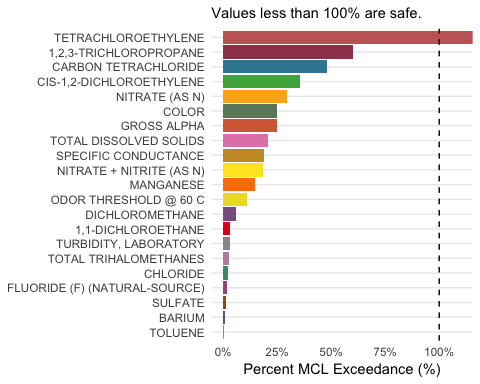 Values less than 100% are safe.
TETRACHLOROETHYLENE
1,2,3-TRICHLOROPROPANE
CARBON TETRACHLORIDE
CIS-1,2-DICHLOROETHYLENE
NITRATE (AS N)
COLOR
GROSS ALPHA
TOTAL DISSOLVED SOLIDS
SPECIFIC CONDUCTANCE
NITRATE + NITRITE (AS N)
MANGANESE
ODOR THRESHOLD @ 60 C
DICHLOROMETHANE
1,1-DICHLOROETHANE
TURBIDITY, LABORATORY
TOTAL TRIHALOMETHANES
CHLORIDE
FLUORIDE (F) (NATURAL-SOURCE)
SULFATE
BARIUM
TOLUENE
0% 25% 50% 75% 100%
Percent MCL Exceedance (%)